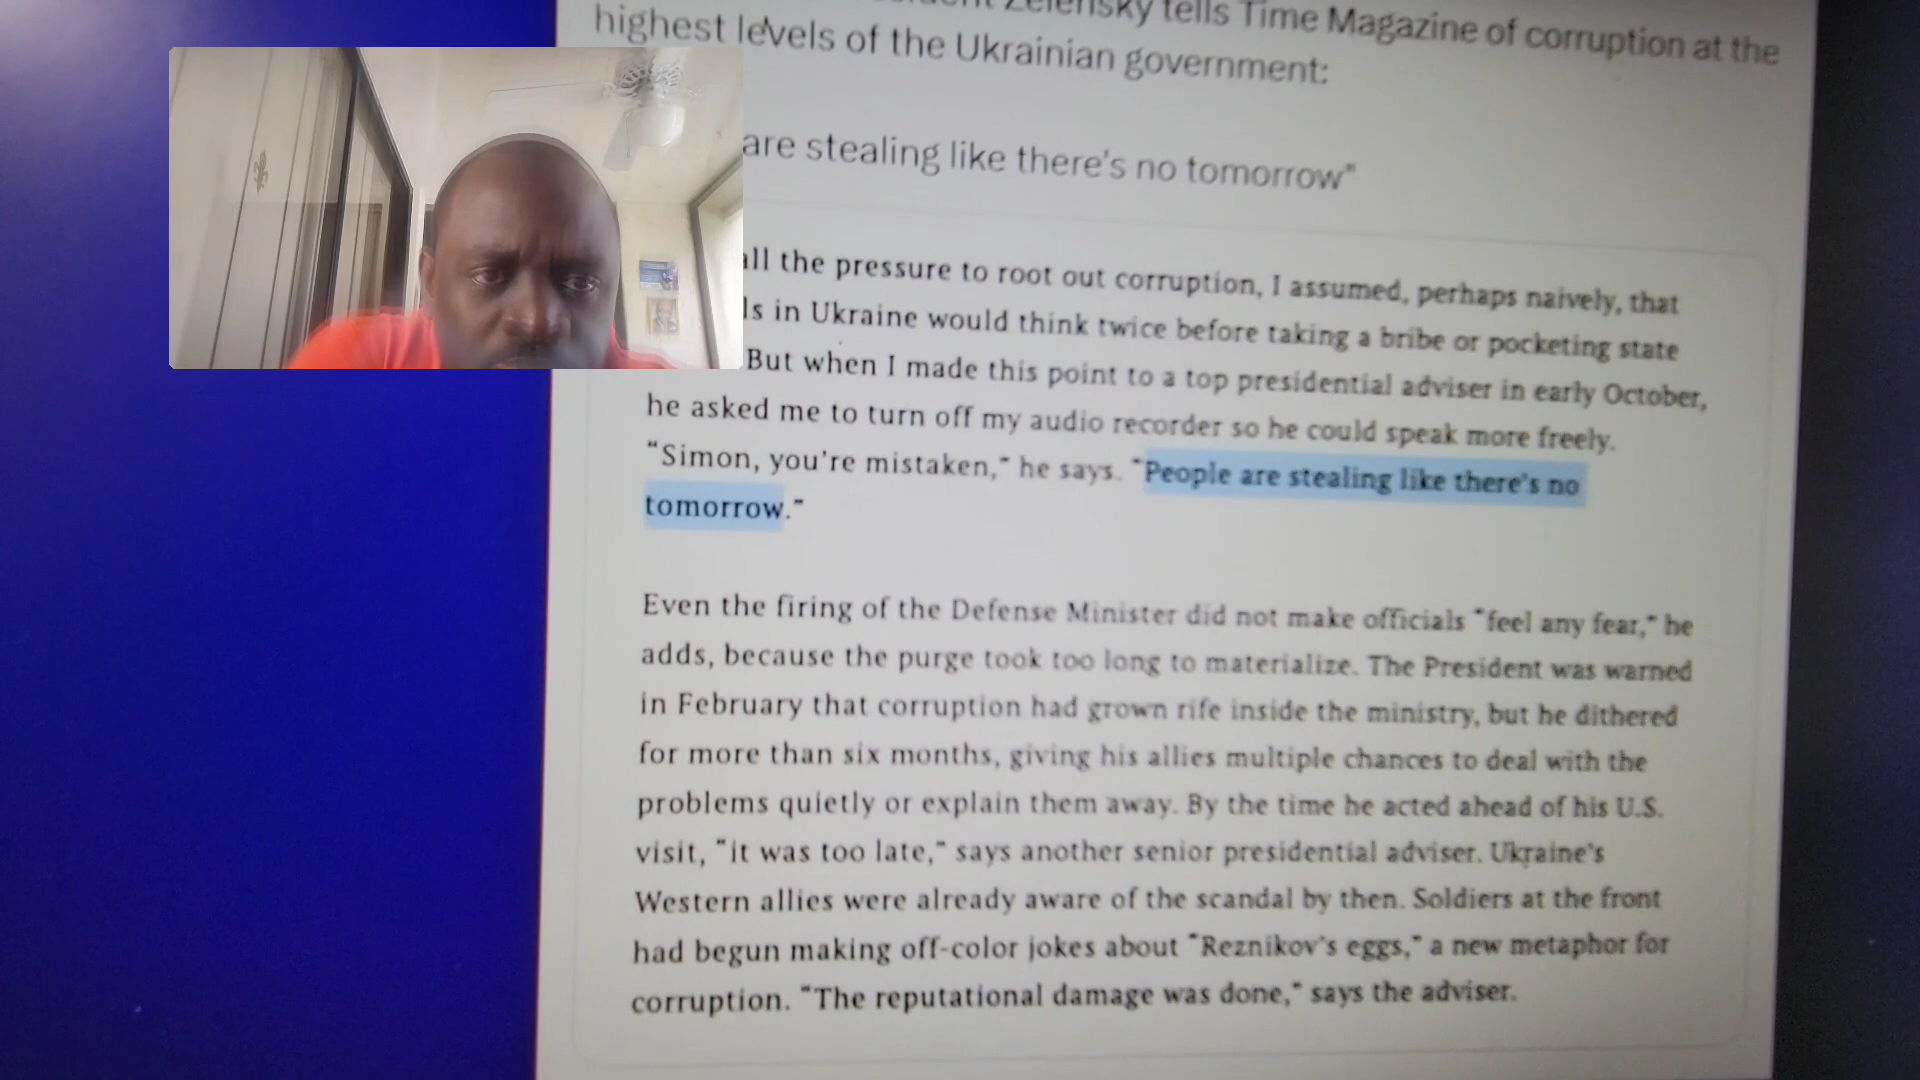 Zelensky tells Time Magazine of corruption at the
highest levels of the Ukrainian government:
are stealing like there's no tomorrow"
all the pressure to root out corruption, I assumed, perhaps naively, that
in Ukraine would think twice before taking a bribe or pocketing state
But when I made this point to a top presidential adviser in early October,
he asked me to turn off my audio recorder so he could speak more freely.
"Simon, you're mistaken," he says. "People are stealing like there's no
tomorrow."
Even the firing of the Defense Minister did not make officials "feel any fear," he
adds, because the purge took too long to materialize. The President was warned
in February that corruption had grown rife inside the ministry, but he dithered
for more than six months, giving his allies multiple chances to deal with the
problems quietly or explain them away. By the time he acted ahead of his U.S.
visit, "it was too late," says another senior presidential adviser. Ukraine's
Western allies were already aware of the scandal by then. Soldiers at the front
had begun making off-color jokes about "Reznikov's eggs," a new metaphor for
corruption. "The reputational damage was done," says the adviser.